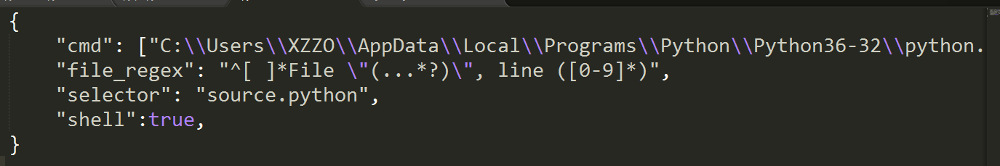 {
"cmd": ["C:\\Users\\XZZO\\AppData\\Local\\Programs\\Python\\Python36-32\\python.
"file_regex": "^[ ]*File \"(...*?)\", line ([0-9]*)",
"selector": "source.python",
"shell":true,
}